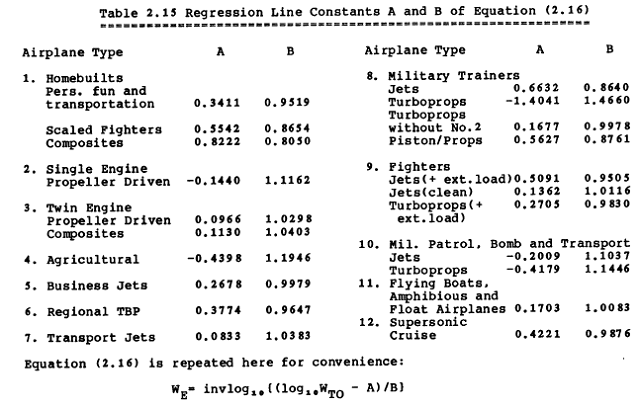 Table 2.15 Regression Line Constants A and B of Equation (2.16)
Airplane Type A B
1. Homebuilts
Pers. fun and
transportation 0.3411 0.9519
Scaled Fighters 0.5542 0.8654
Composites 0.8222 0.8050
2. Single Engine
Propeller Driven -0.1440 1.1162
3. Twin Engine
Propeller Driven 0.0966 1.0298
Composites 0.1130 1.0403
4. Agricultural -0.4398 1.1946
5. Business Jets 0.2678 0.9979
6. Regional TBP 0.3774 0.9647
7. Transport Jets 0.0833 1.0383
Airplane Type A B
8. Military Trainers
Jets 0.6632 0.8640
Turboprops -1.4041 1.4660
Turboprops
without No.2 0.1677 0.9978
Piston/Props 0.5627 0.8761
9. Fighters
Jets(+ ext.load)0.5091 0.9505
Jets(clean) 0.1362 1.0116
Turboprops(+ 0.2705 0.9830
ext.load)
10. Mil. Patrol, Bomb and Transport
Jets -0.2009 1.1037
Turboprops -0.4179 1.1446
11. Flying Boats,
Amphibious and
Float Airplanes 0.1703 1.0083
12. Supersonic
Cruise 0.4221 0.9876
Equation (2.16) is repeated here for convenience:
W_E= invlog₁₀{(log₁₀W_TO - A)/B}